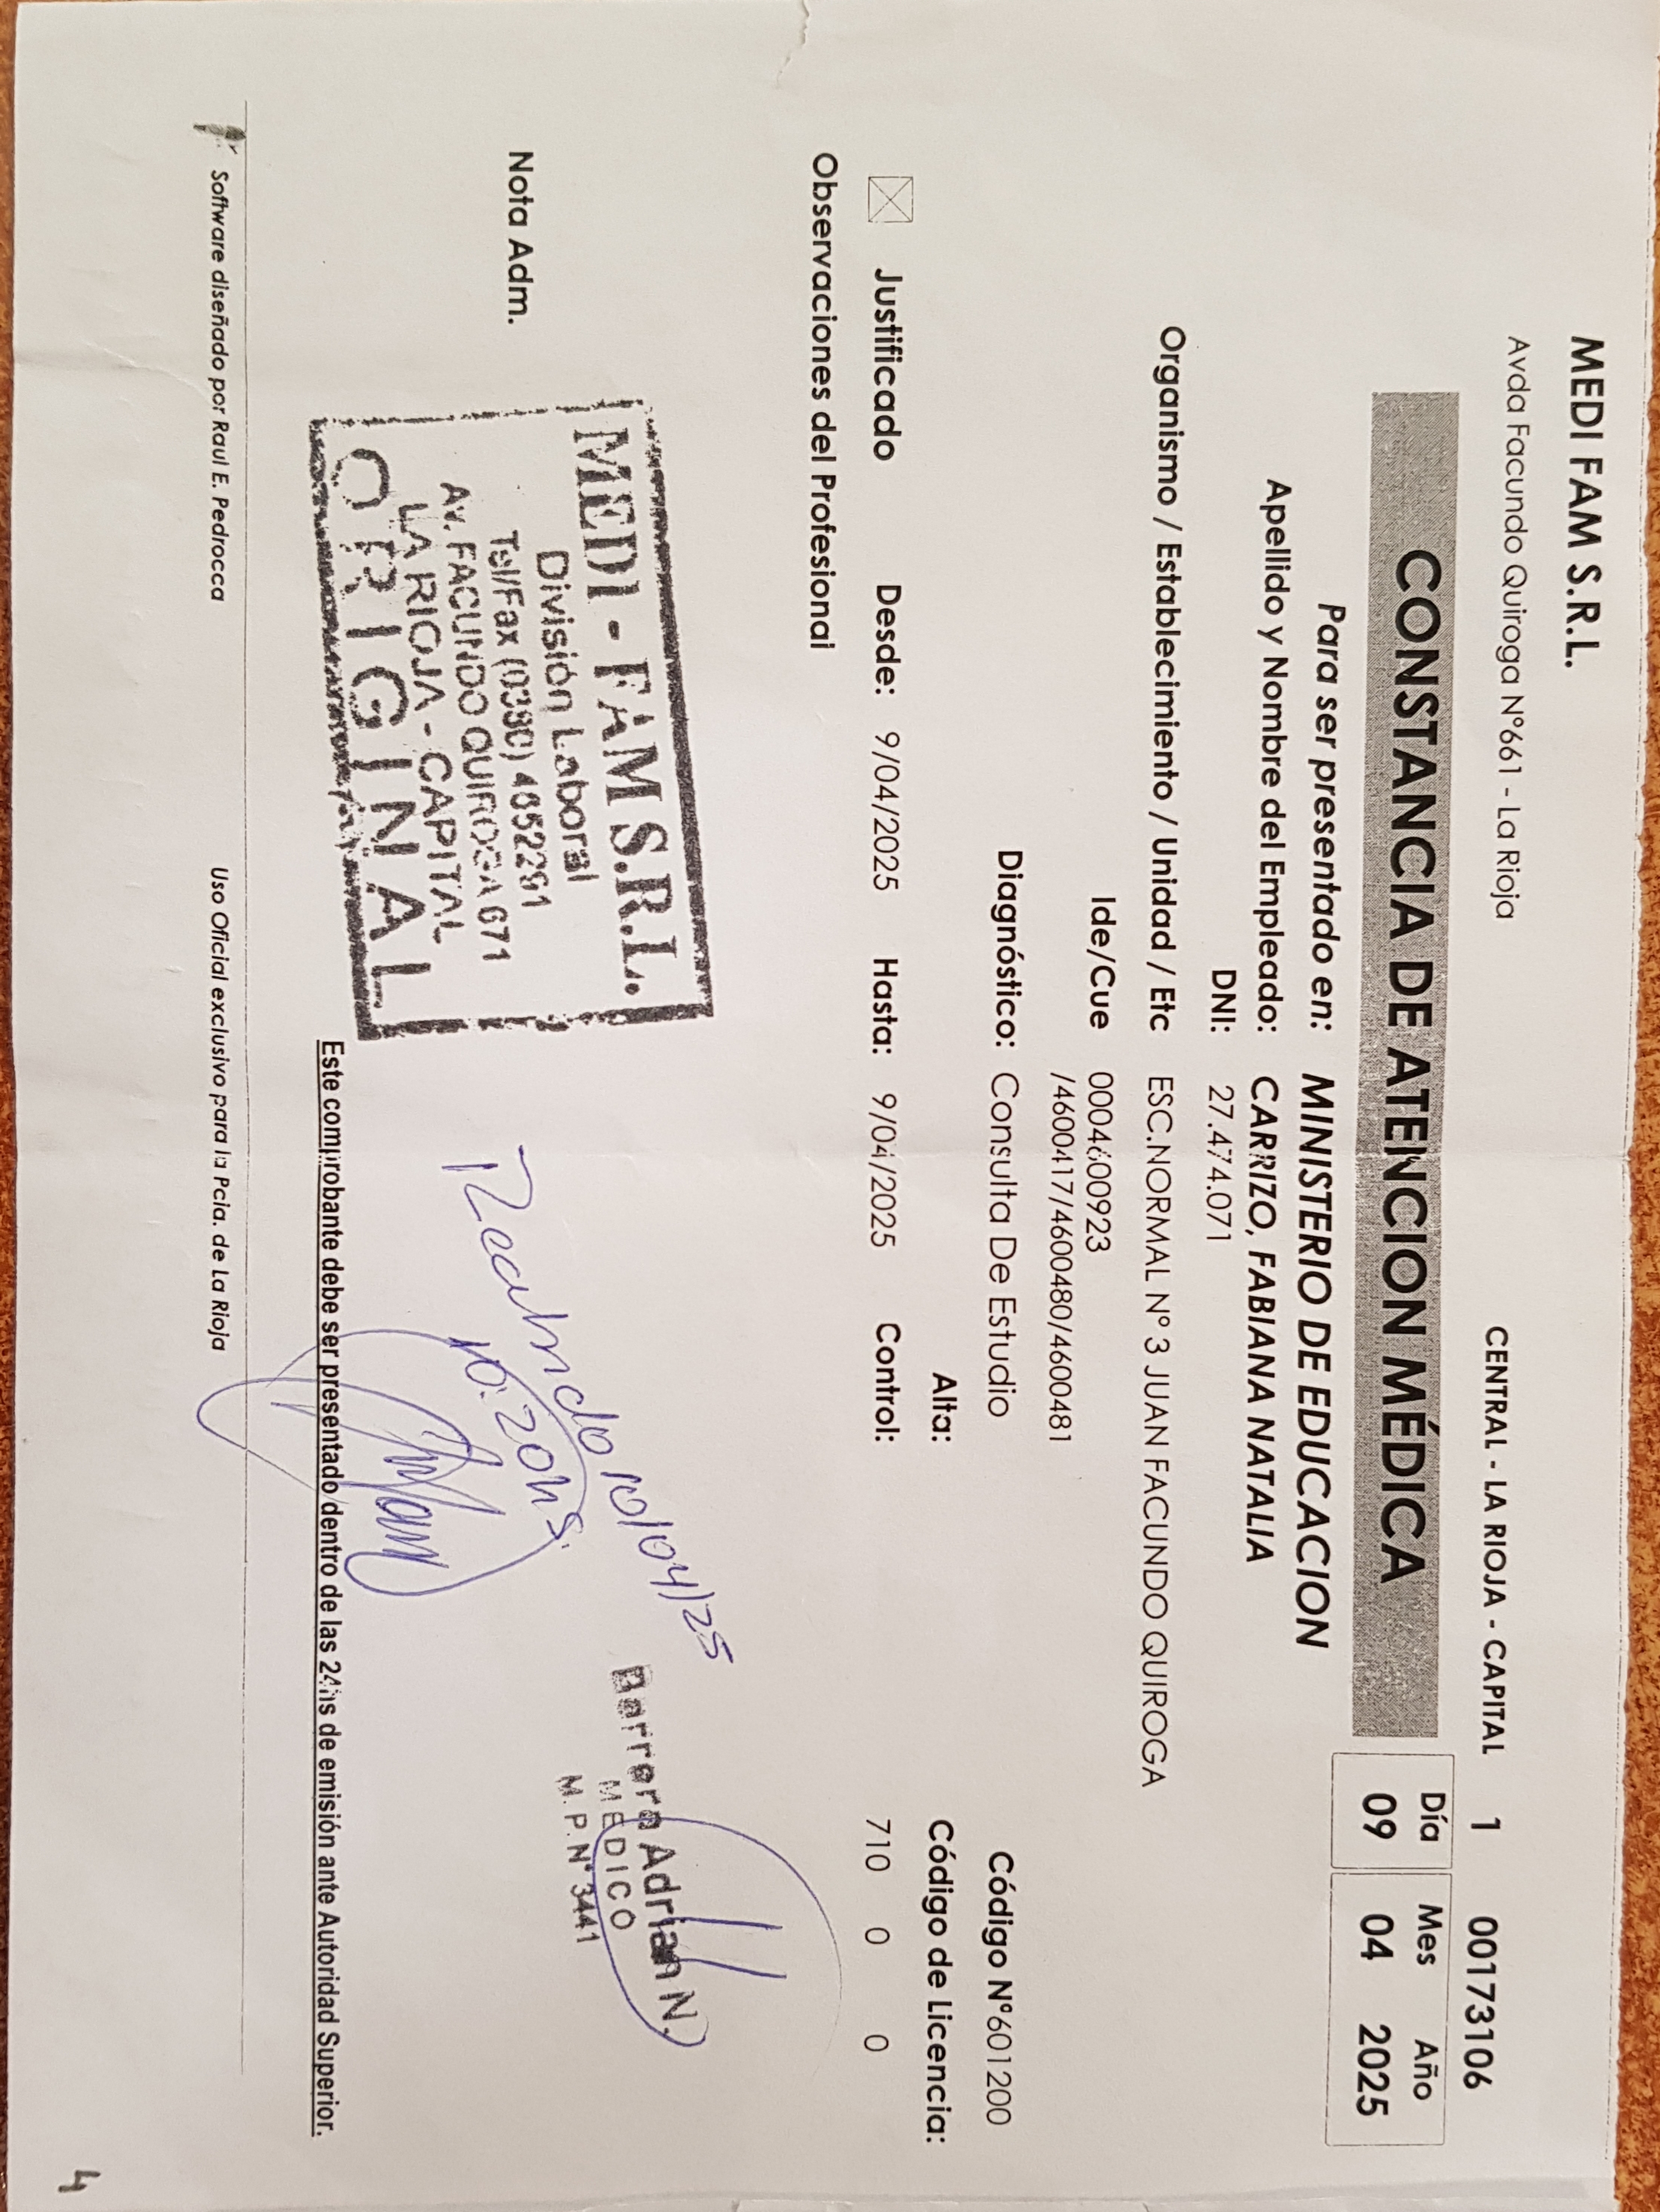 MEDI FAM S.R.L.
Avda Facundo Quiroga N°661 - La Rioja
CENTRAL - LA RIOJA - CAPITAL 1 00173106
CONSTANCIA DE ATENCION MÉDICA
Día Mes Año
09 04 2025
Para ser presentado en: MINISTERIO DE EDUCACION
Apellido y Nombre del Empleado: CARRIZO, FABIANA NATALIA
DNI: 27.474.071
Organismo / Establecimiento / Unidad / Etc ESC.NORMAL N° 3 JUAN FACUNDO QUIROGA
Ide/Cue 0004600923
/4600417/4600480/4600481
Diagnóstico: Consulta De Estudio Código N°601200
Alta: Código de Licencia:
Justificado Desde: 9/04/2025 Hasta: 9/04/2025 Control: 710 0 0
Observaciones del Profesional
MEDI - FAM S.R.L.
División Laboral
Tel/Fax (0380) 4652291
Av. FACUNDO QUIROGA 671
LA RIOJA - CAPITAL
ORIGINAL
Nota Adm.
Recibido 10/04/25
10:20hs.
Barrera Adrian N.
MEDICO
M. P. N° 3441
Este comprobante debe ser presentado dentro de las 24hs de emisión ante Autoridad Superior.
Software diseñado por Raul E. Pedrocca Uso Oficial exclusivo para la Pcia. de La Rioja
4